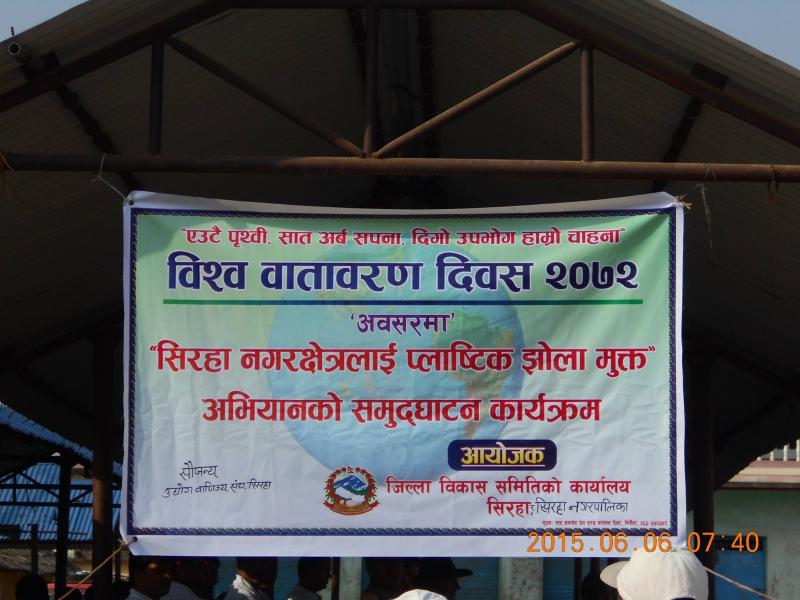 "एउटै पृथ्वी, सात अर्ब सपना, दिगो उपभोग हाम्रो चाहना"
विश्व वातावरण दिवस २०७२
'अवसरमा'
"सिरहा नगरक्षेत्रलाई प्लाष्टिक झोला मुक्त"
अभियानको समुद्घाटन कार्यक्रम
आयोजक
सौजन्य
उद्योग वाणिज्य संघ, सिरहा
जिल्ला विकास समितिको कार्यालय
सिरहा र सिरहा नगरपालिका
2015.06.06 07:40